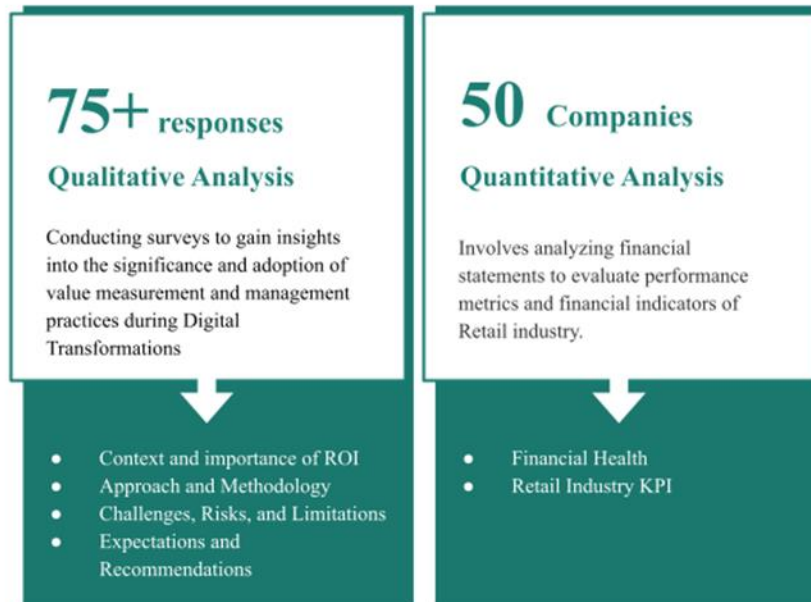 75+ responses
Qualitative Analysis
Conducting surveys to gain insights
into the significance and adoption of
value measurement and management
practices during Digital
Transformations
● Context and importance of ROI
● Approach and Methodology
● Challenges, Risks, and Limitations
● Expectations and
Recommendations
50 Companies
Quantitative Analysis
Involves analyzing financial
statements to evaluate performance
metrics and financial indicators of
Retail industry.
● Financial Health
● Retail Industry KPI